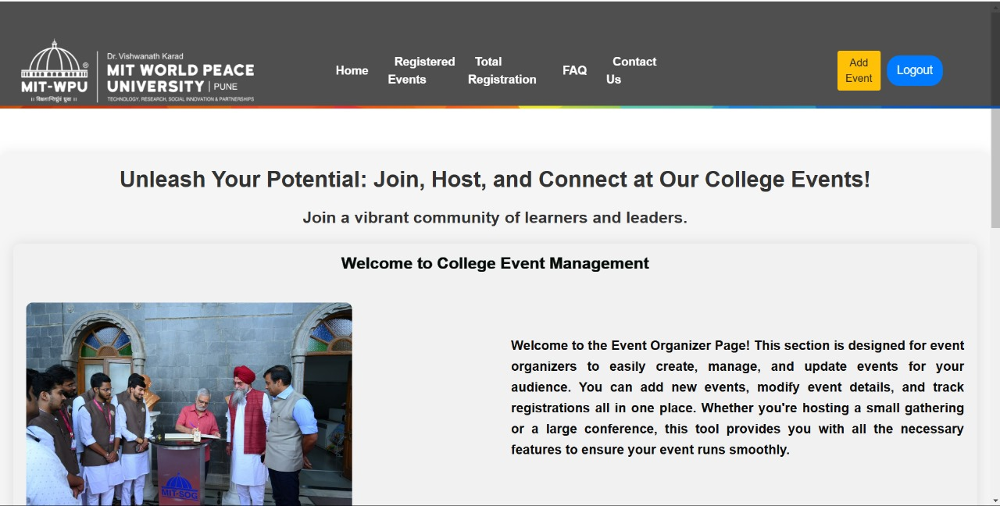 Dr. Vishwanath Karad
MIT WORLD PEACE
UNIVERSITY | PUNE
TECHNOLOGY, RESEARCH, SOCIAL INNOVATION & PARTNERSHIPS
MIT-WPU
®
॥ विश्वशान्तिर्ध्रुवं ध्रुवा ॥
Home
Registered
Events
Total
Registration
FAQ
Contact
Us
Add
Event
Logout
Unleash Your Potential: Join, Host, and Connect at Our College Events!
Join a vibrant community of learners and leaders.
Welcome to College Event Management
Welcome to the Event Organizer Page! This section is designed for event
organizers to easily create, manage, and update events for your
audience. You can add new events, modify event details, and track
registrations all in one place. Whether you're hosting a small gathering
or a large conference, this tool provides you with all the necessary
features to ensure your event runs smoothly.
MIT-SOG